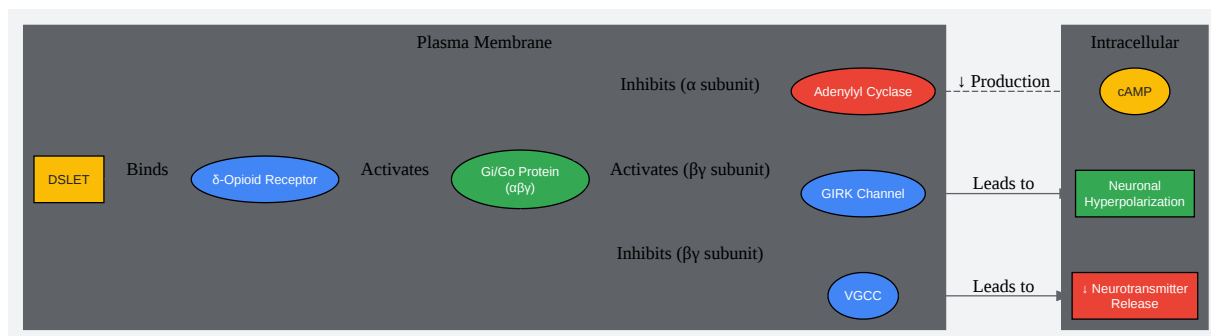 Plasma Membrane
Intracellular
Inhibits (α subunit)
Adenylyl Cyclase
↓ Production
cAMP
DSLET
Binds
δ-Opioid Receptor
Activates
Gi/Go Protein
(αβγ)
Activates (βγ subunit)
GIRK Channel
Leads to
Neuronal
Hyperpolarization
Inhibits (βγ subunit)
VGCC
Leads to
↓ Neurotransmitter
Release